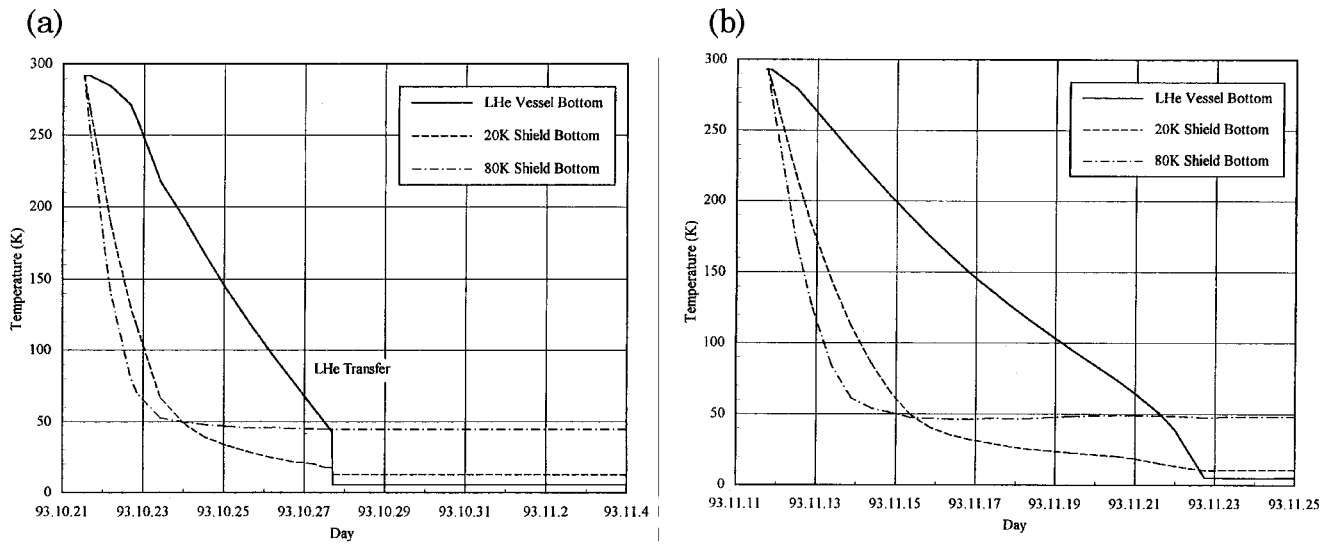 (a)
300
250
200
150
100
50
0
Temperature (K)
LHe Vessel Bottom
20K Shield Bottom
80K Shield Bottom
LHe Transfer
93.10.21 93.10.23 93.10.25 93.10.27 93.10.29 93.10.31 93.11.2 93.11.4
Day
(b)
300
250
200
150
100
50
0
Temperature (K)
LHe Vessel Bottom
20K Shield Bottom
80K Shield Bottom
93.11.11 93.11.13 93.11.15 93.11.17 93.11.19 93.11.21 93.11.23 93.11.25
Day